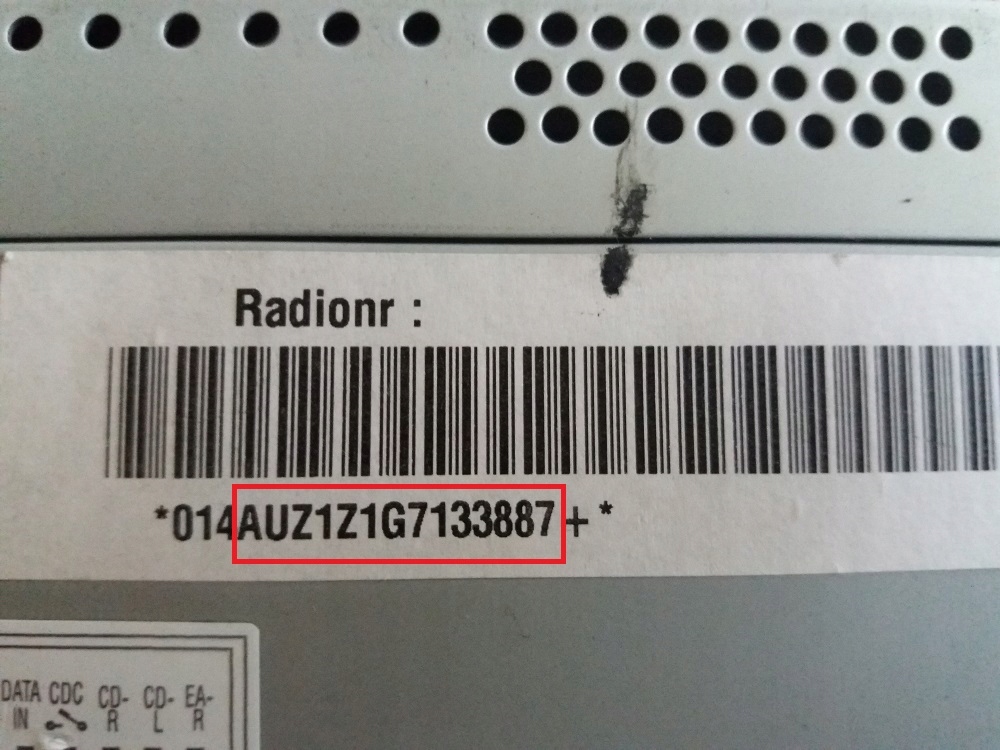 Radionr :
*014AUZ1Z1G7133887+*
DATA IN CDC CD-R CD-L EA-R